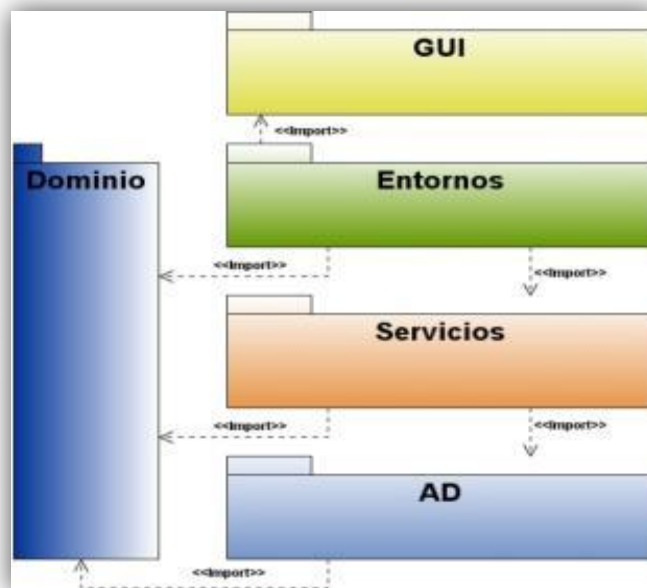 GUI
<<Import>>
Dominio
Entornos
<<Import>>
<<Import>>
Servicios
<<Import>>
<<Import>>
AD
<<Import>>